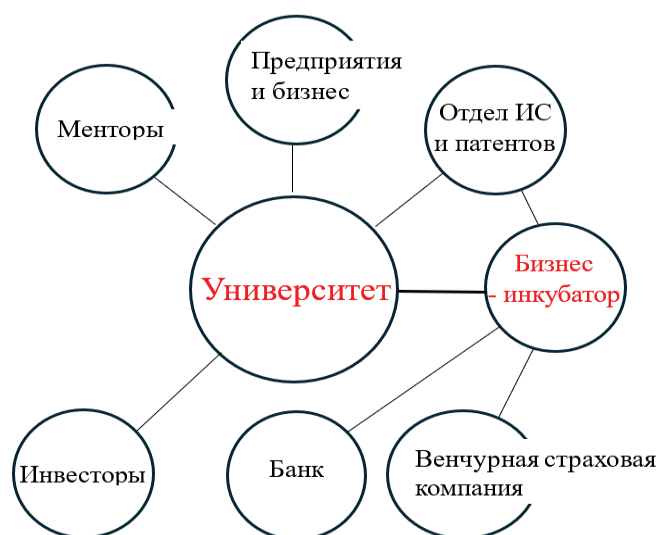 Предприятия
и бизнес
Менторы
Отдел ИС
и патентов
Университет
Бизнес
- инкубатор
Инвесторы
Банк
Венчурная страховая
компания